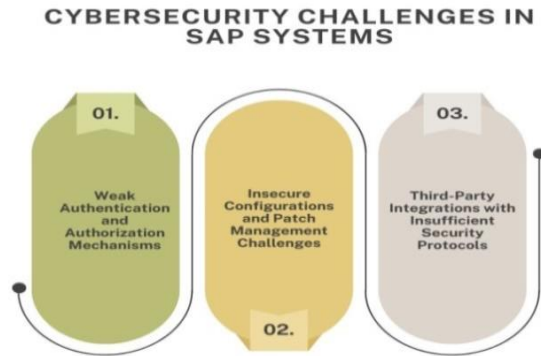 CYBERSECURITY CHALLENGES IN
SAP SYSTEMS
01.
Weak
Authentication
and
Authorization
Mechanisms
Insecure
Configurations
and Patch
Management
Challenges
02.
03.
Third-Party
Integrations with
Insufficient
Security
Protocols